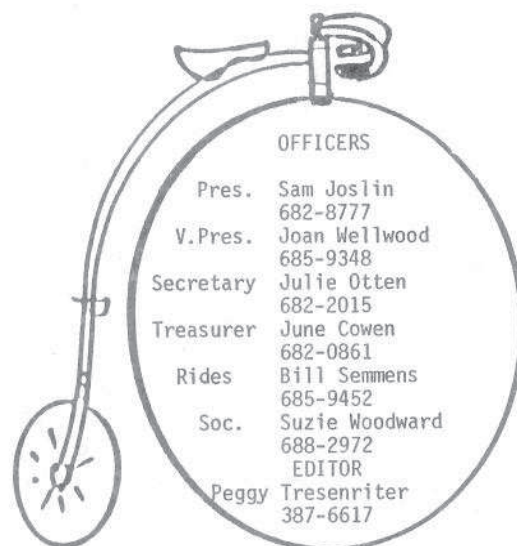 OFFICERS
Pres. Sam Joslin
682-8777
V.Pres. Joan Wellwood
685-9348
Secretary Julie Otten
682-2015
Treasurer June Cowen
682-0861
Rides Bill Semmens
685-9452
Soc. Suzie Woodward
688-2972
EDITOR
Peggy Tresenriter
387-6617